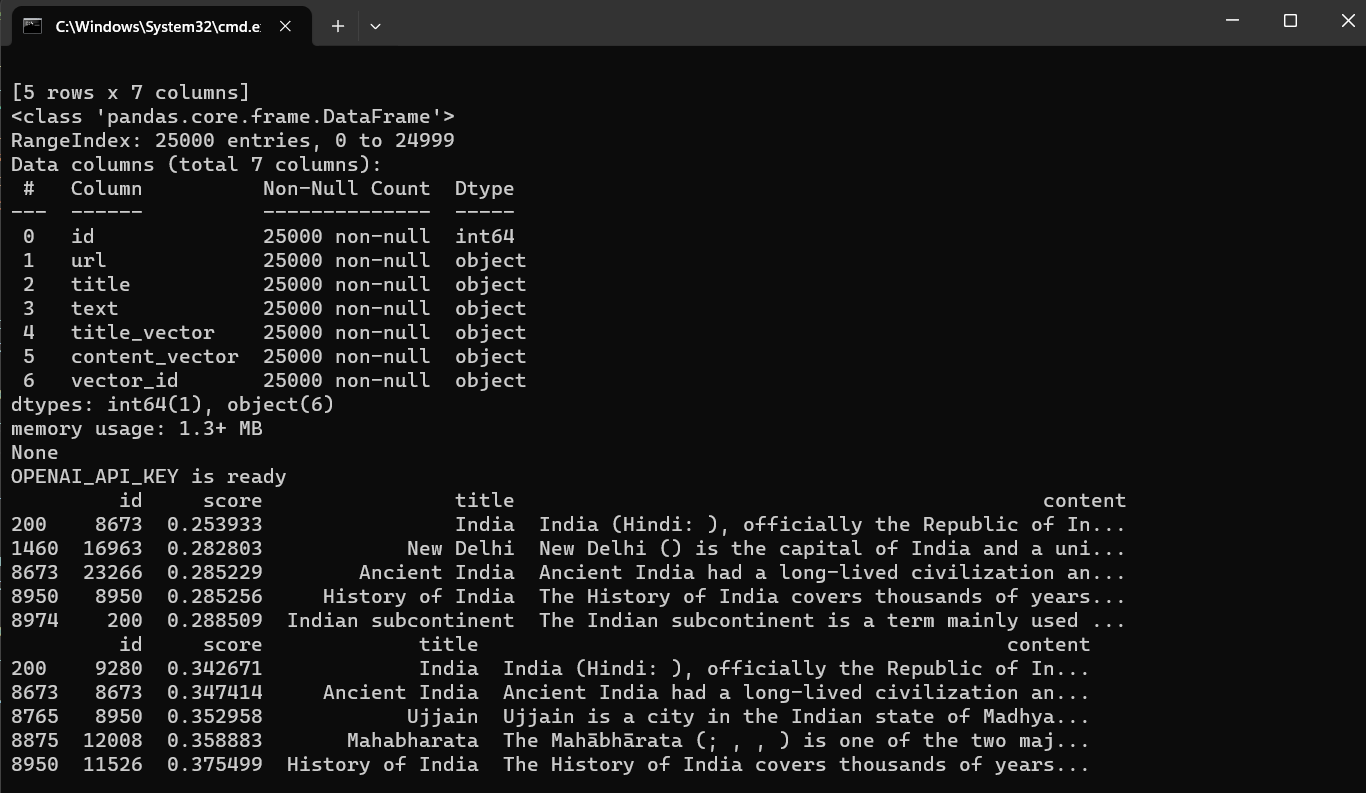 C:\Windows\System32\cmd.e
[5 rows x 7 columns]
<class 'pandas.core.frame.DataFrame'>
RangeIndex: 25000 entries, 0 to 24999
Data columns (total 7 columns):
 #   Column          Non-Null Count  Dtype
---  ------          --------------  -----
 0   id              25000 non-null  int64
 1   url             25000 non-null  object
 2   title           25000 non-null  object
 3   text            25000 non-null  object
 4   title_vector    25000 non-null  object
 5   content_vector  25000 non-null  object
 6   vector_id       25000 non-null  object
dtypes: int64(1), object(6)
memory usage: 1.3+ MB
None
OPENAI_API_KEY is ready
         id     score                title                                            content
200    8673  0.253933                India  India (Hindi: ), officially the Republic of In...
1460  16963  0.282803            New Delhi  New Delhi () is the capital of India and a uni...
8673  23266  0.285229        Ancient India  Ancient India had a long-lived civilization an...
8950   8950  0.285256     History of India  The History of India covers thousands of years...
8974    200  0.288509  Indian subcontinent  The Indian subcontinent is a term mainly used ...
         id     score             title                                            content
200    9280  0.342671             India  India (Hindi: ), officially the Republic of In...
8673   8673  0.347414     Ancient India  Ancient India had a long-lived civilization an...
8765   8950  0.352958            Ujjain  Ujjain is a city in the Indian state of Madhya...
8875  12008  0.358883       Mahabharata  The Mahābhārata (; , , ) is one of the two maj...
8950  11526  0.375499  History of India  The History of India covers thousands of years...